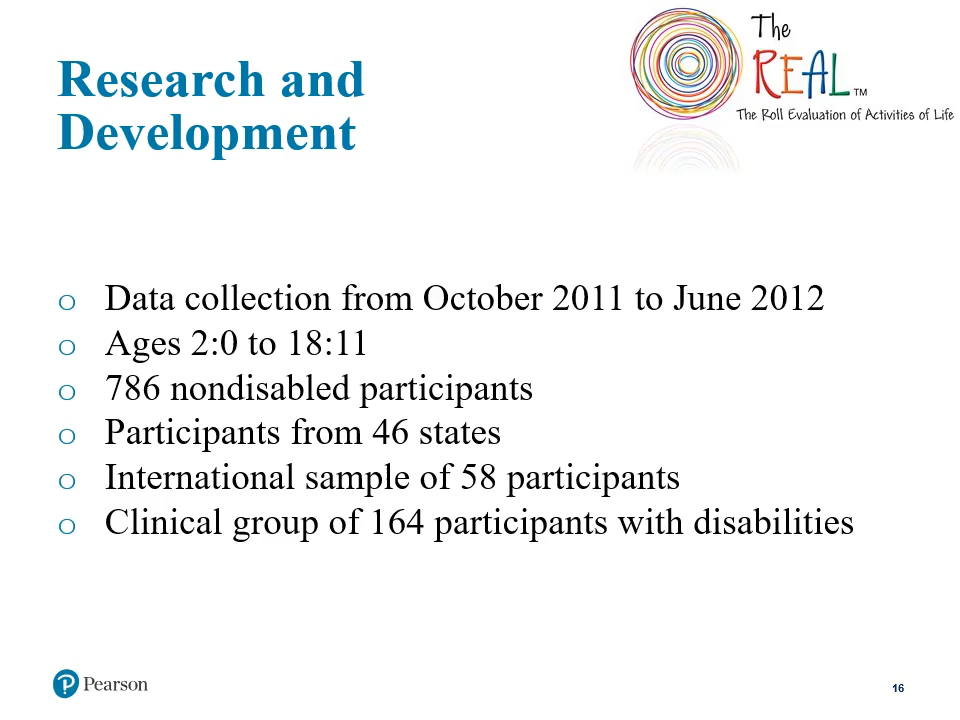 The
REAL™
The Roll Evaluation of Activities of Life
Research and
Development
o Data collection from October 2011 to June 2012
o Ages 2:0 to 18:11
o 786 nondisabled participants
o Participants from 46 states
o International sample of 58 participants
o Clinical group of 164 participants with disabilities
Pearson
16